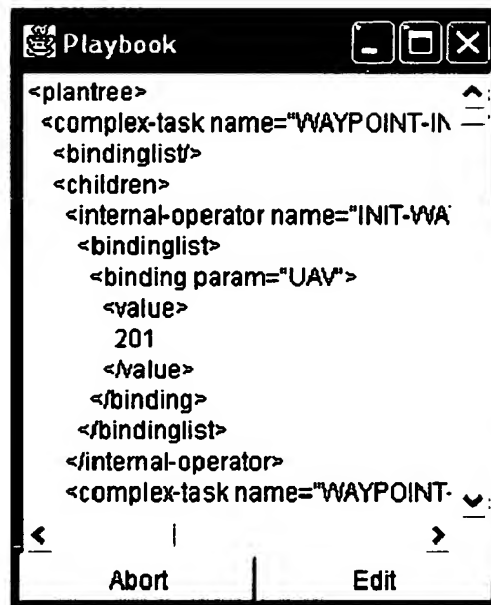 Playbook
<plantree>
<complex-task name="WAYPOINT-IN
<bindinglist/>
<children>
<internal-operator name="INIT-WA
<bindinglist>
<binding param="UAV">
<value>
201
</value>
</binding>
</bindinglist>
</internal-operator>
<complex-task name="WAYPOINT-
Abort Edit